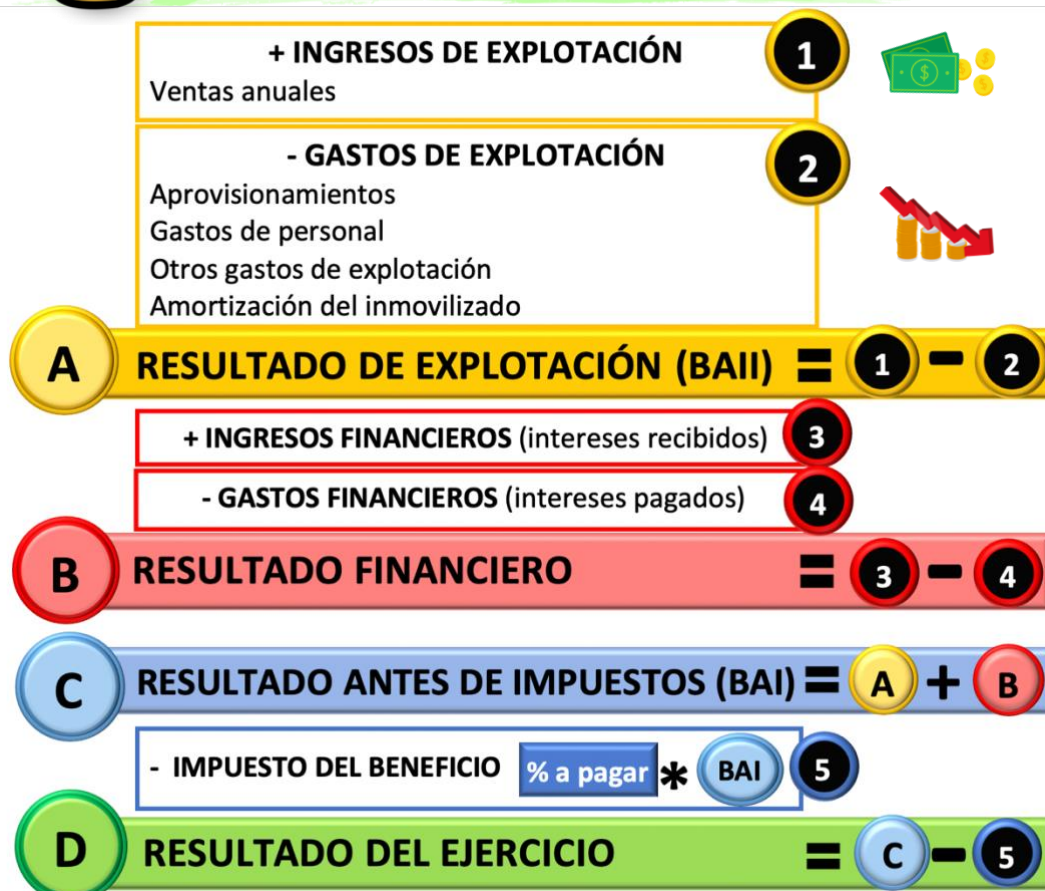 + INGRESOS DE EXPLOTACIÓN 1
Ventas anuales
- GASTOS DE EXPLOTACIÓN 2
Aprovisionamientos
Gastos de personal
Otros gastos de explotación
Amortización del inmovilizado
A RESULTADO DE EXPLOTACIÓN (BAII) = 1 - 2
+ INGRESOS FINANCIEROS (intereses recibidos) 3
- GASTOS FINANCIEROS (intereses pagados) 4
B RESULTADO FINANCIERO = 3 - 4
C RESULTADO ANTES DE IMPUESTOS (BAI) = A + B
- IMPUESTO DEL BENEFICIO % a pagar * BAI 5
D RESULTADO DEL EJERCICIO = C - 5